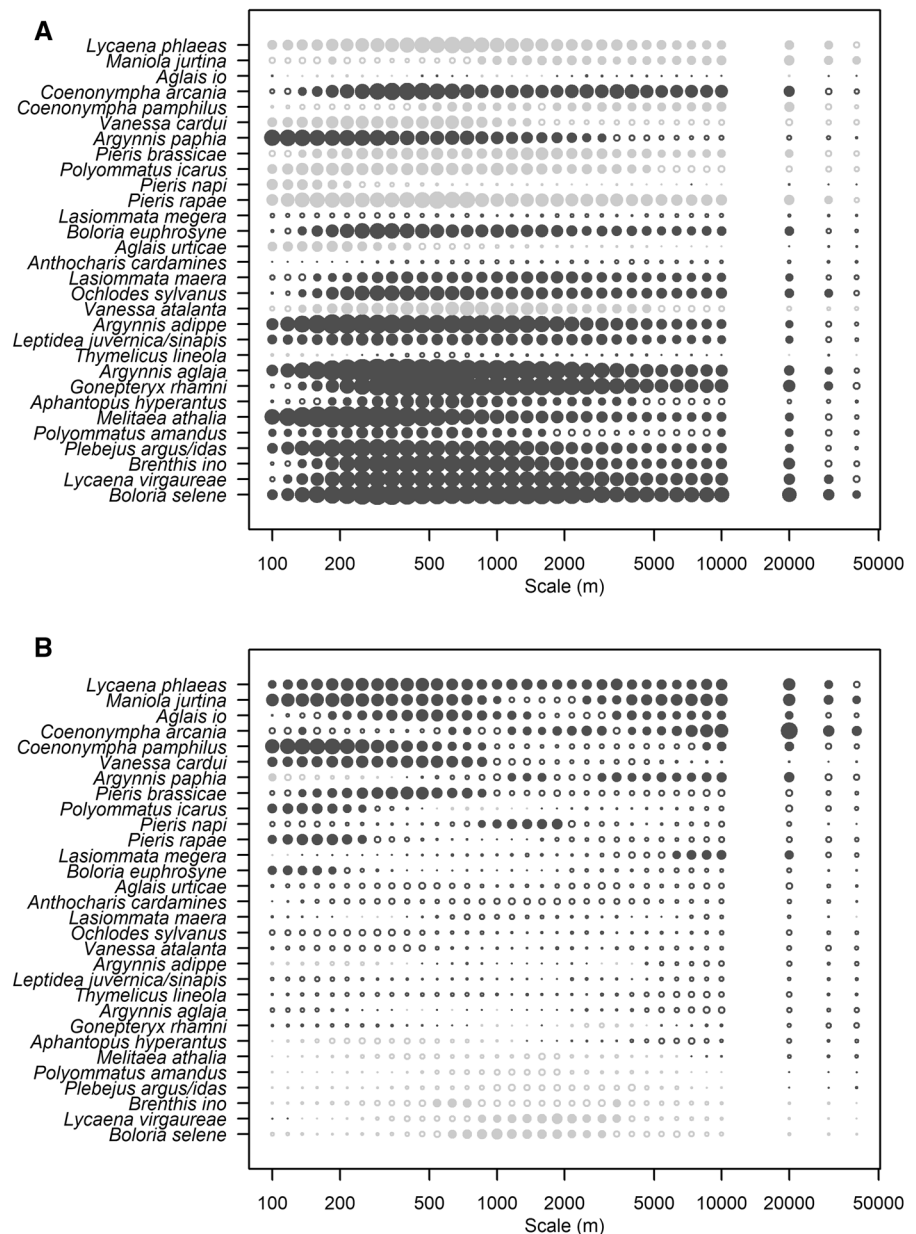 A
Lycaena phlaeas
Maniola jurtina
Aglais io
Coenonympha arcania
Coenonympha pamphilus
Vanessa cardui
Argynnis paphia
Pieris brassicae
Polyommatus icarus
Pieris napi
Pieris rapae
Lasiommata megera
Boloria euphrosyne
Aglais urticae
Anthocharis cardamines
Lasiommata maera
Ochlodes sylvanus
Vanessa atalanta
Argynnis adippe
Leptidea juvernica/sinapis
Thymelicus lineola
Argynnis aglaja
Gonepteryx rhamni
Aphantopus hyperantus
Melitaea athalia
Polyommatus amandus
Plebejus argus/idas
Brenthis ino
Lycaena virgaureae
Boloria selene
100 200 500 1000 2000 5000 10000 20000 50000
Scale (m)
B
Lycaena phlaeas
Maniola jurtina
Aglais io
Coenonympha arcania
Coenonympha pamphilus
Vanessa cardui
Argynnis paphia
Pieris brassicae
Polyommatus icarus
Pieris napi
Pieris rapae
Lasiommata megera
Boloria euphrosyne
Aglais urticae
Anthocharis cardamines
Lasiommata maera
Ochlodes sylvanus
Vanessa atalanta
Argynnis adippe
Leptidea juvernica/sinapis
Thymelicus lineola
Argynnis aglaja
Gonepteryx rhamni
Aphantopus hyperantus
Melitaea athalia
Polyommatus amandus
Plebejus argus/idas
Brenthis ino
Lycaena virgaureae
Boloria selene
100 200 500 1000 2000 5000 10000 20000 50000
Scale (m)